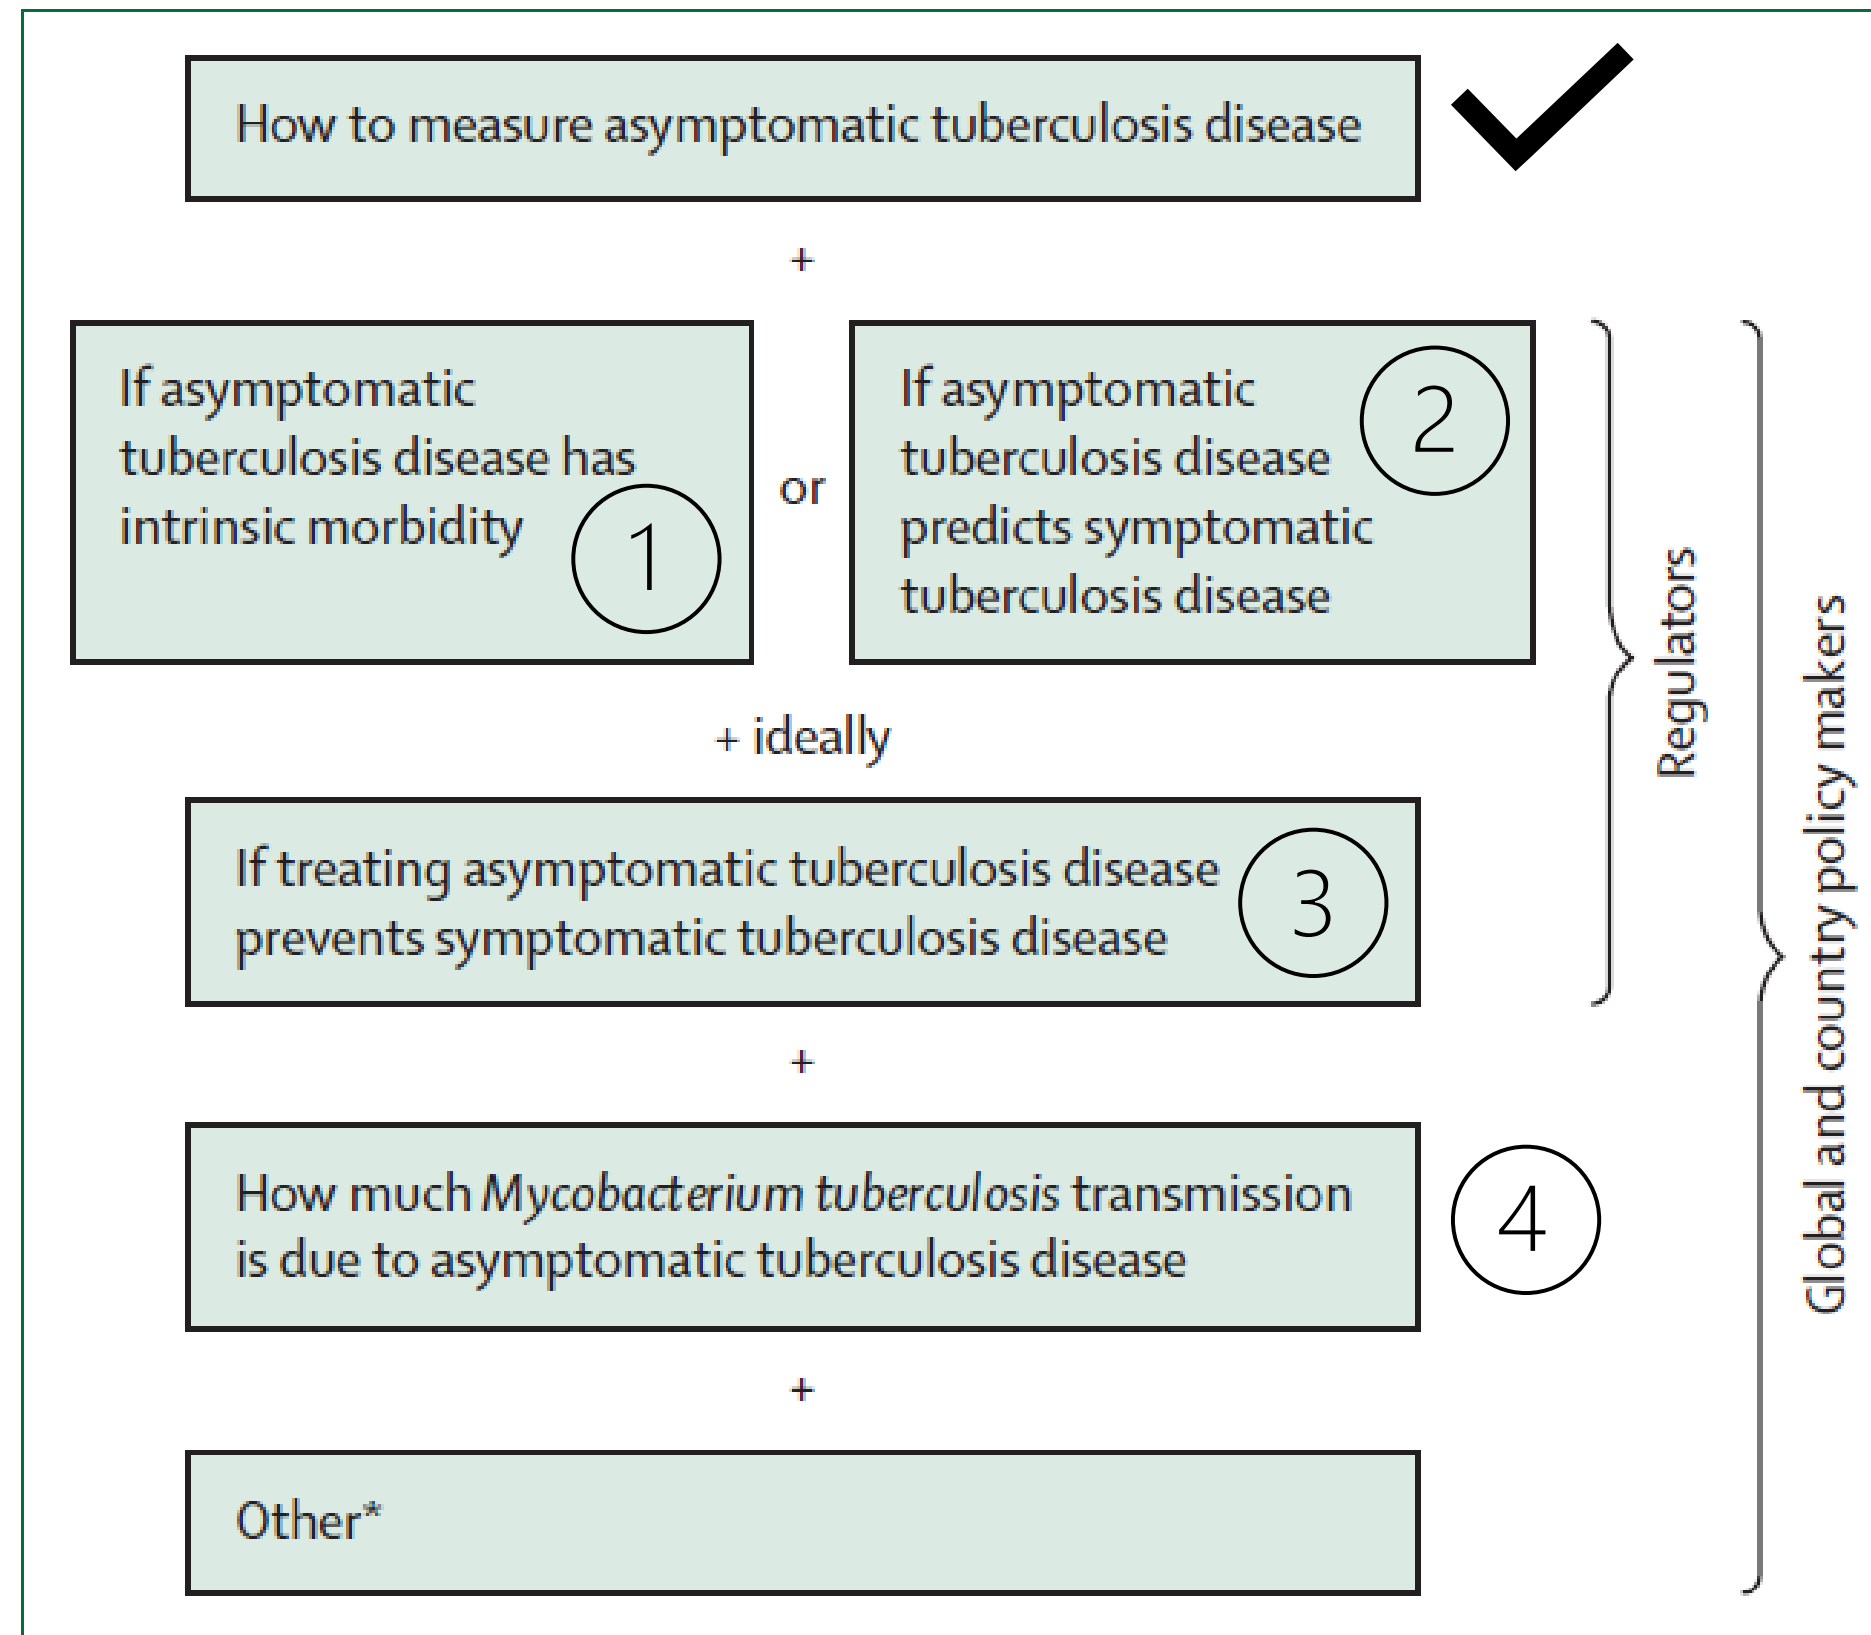 How to measure asymptomatic tuberculosis disease
+
If asymptomatic
tuberculosis disease has
intrinsic morbidity
1
or
If asymptomatic
tuberculosis disease
predicts symptomatic
tuberculosis disease
2
+ ideally
If treating asymptomatic tuberculosis disease
prevents symptomatic tuberculosis disease
3
Regulators
+
How much Mycobacterium tuberculosis transmission
is due to asymptomatic tuberculosis disease
4
+
Other*
Global and country policy makers